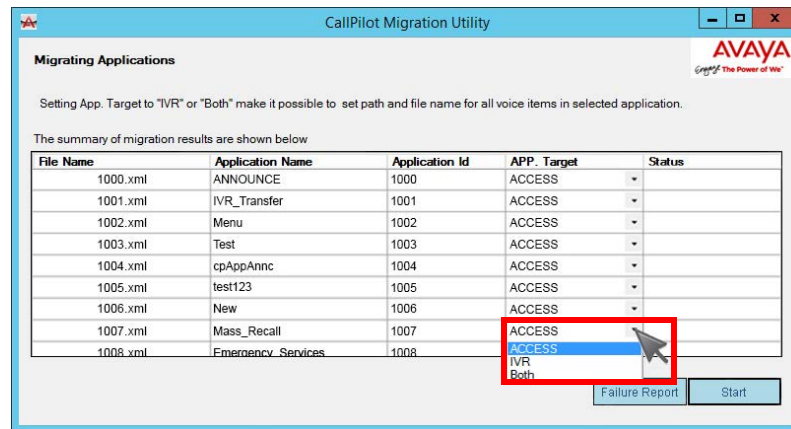 CallPilot Migration Utility
Migrating Applications
AVAYA
Engage The Power of We™
Setting App. Target to "IVR" or "Both" make it possible to set path and file name for all voice items in selected application.
The summary of migration results are shown below
File Name Application Name Application Id APP. Target Status
1000.xml ANNOUNCE 1000 ACCESS
1001.xml IVR_Transfer 1001 ACCESS
1002.xml Menu 1002 ACCESS
1003.xml Test 1003 ACCESS
1004.xml cpAppAnnc 1004 ACCESS
1005.xml test123 1005 ACCESS
1006.xml New 1006 ACCESS
1007.xml Mass_Recall 1007 ACCESS
1008.xml Emergency_Services 1008 ACCESS
IVR
Both
Failure Report Start